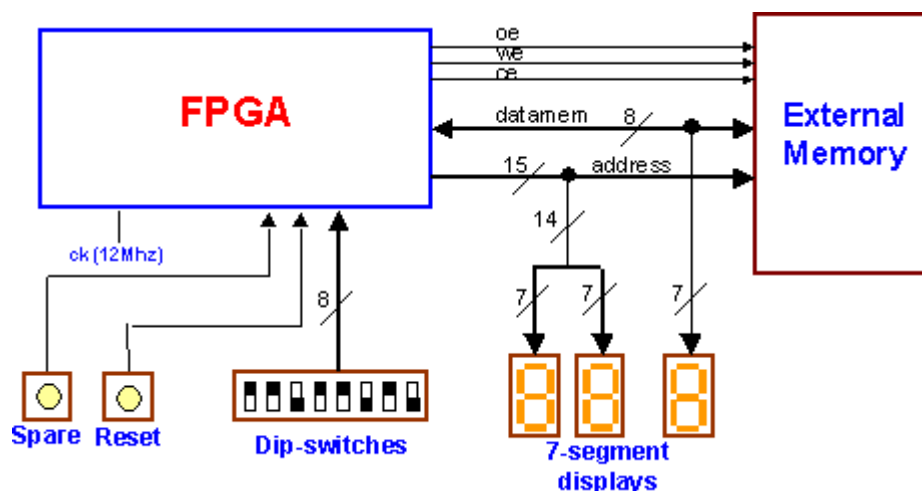 oe
we
ce
FPGA
datamem
8
External
Memory
15
address
14
ck (12Mhz)
8
7
7
7
Spare
Reset
Dip-switches
7-segment
displays